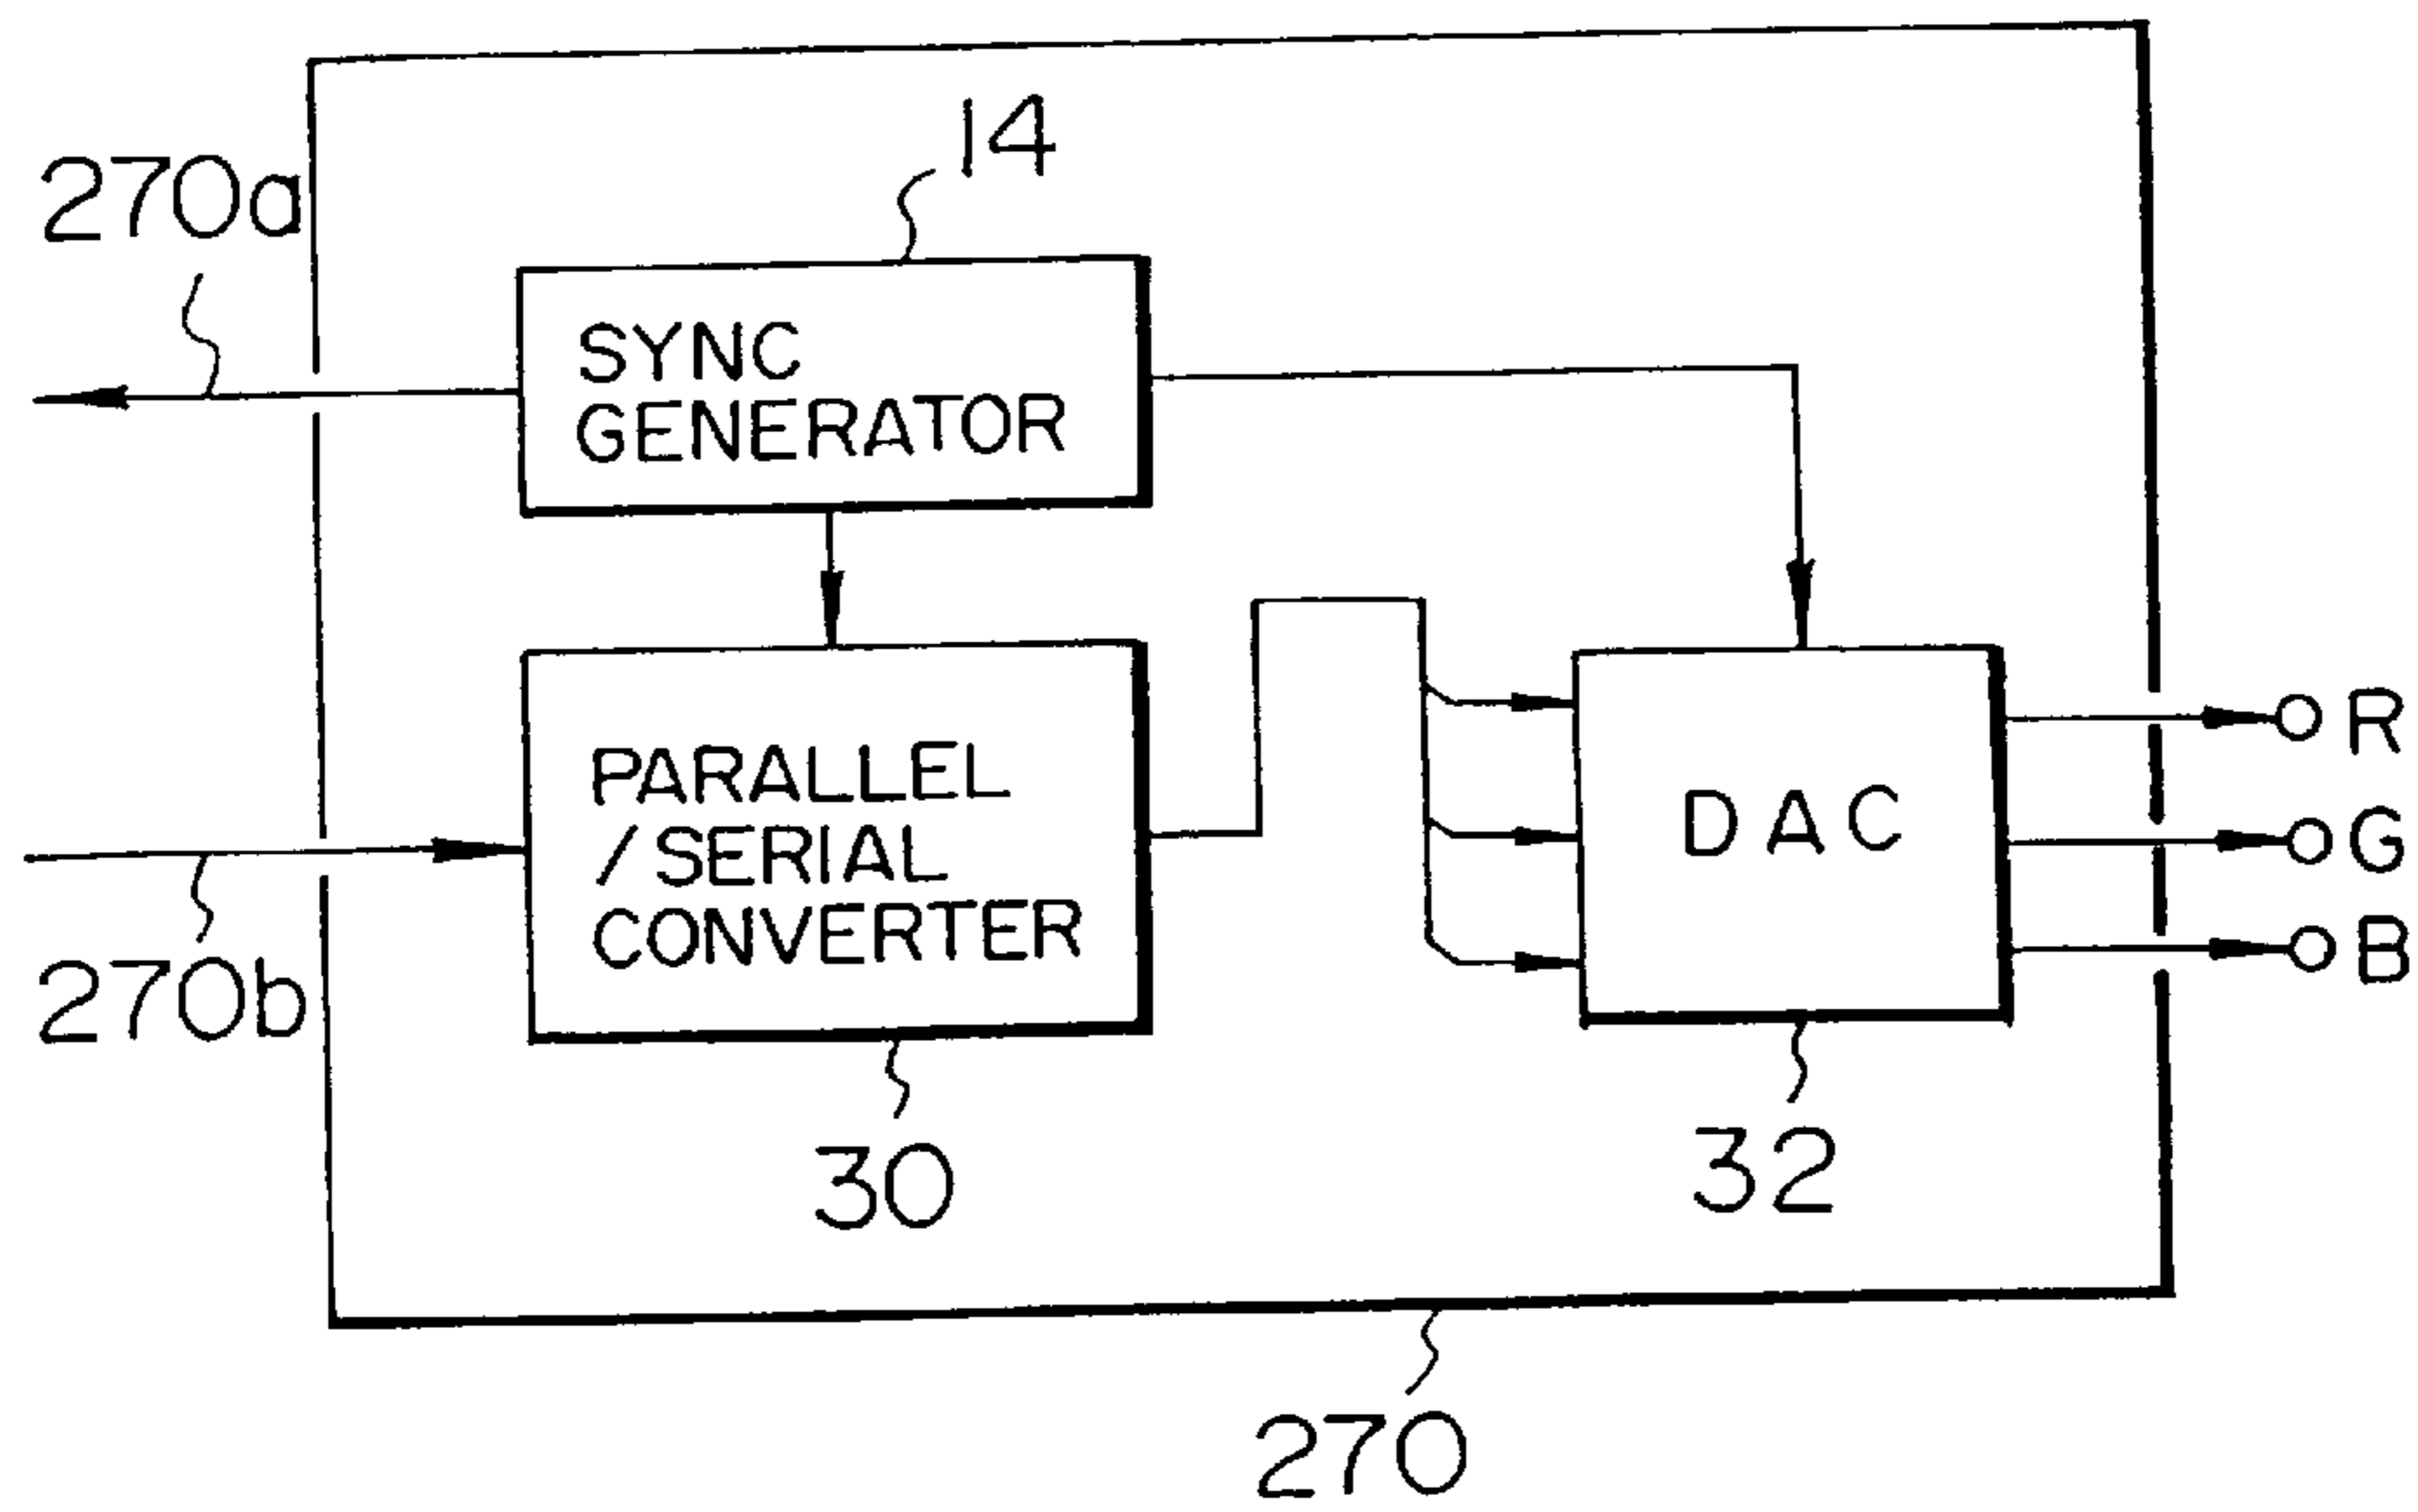 14
270a
SYNC
GENERATOR
PARALLEL
/SERIAL
CONVERTER
DAC
R
G
B
270b
30
32
270